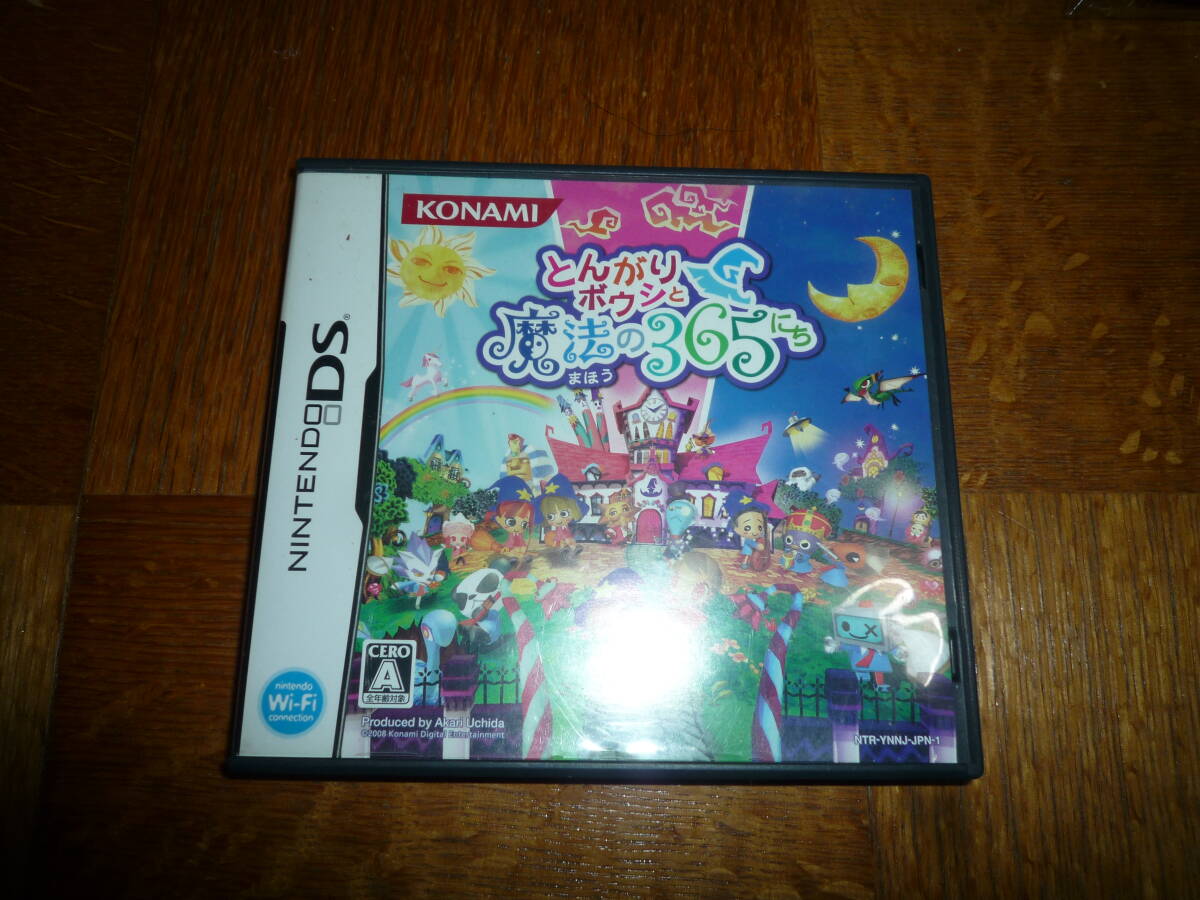 KONAMI
とんがり
ボウシと
魔法の365にち
まほう
NINTENDO DS®
nintendo
Wi-Fi
connection
CERO
A
全年齢対象
Produced by Akari Uchida
©2008 Konami Digital Entertainment
NTR-YNNJ-JPN-1